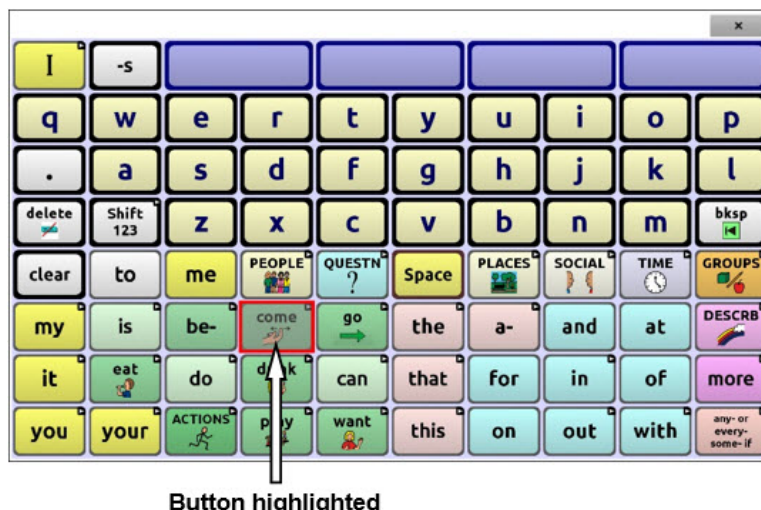 ×
I -s
q w e r t y u i o p
. a s d f g h j k l
delete Shift 123 z x c v b n m bksp
clear to me PEOPLE QUESTN ? Space PLACES SOCIAL TIME GROUPS
my is be- come go the a- and at DESCRB
it eat do can that for in of more
you your ACTIONS want this on out with any- or every- some- if
Button highlighted